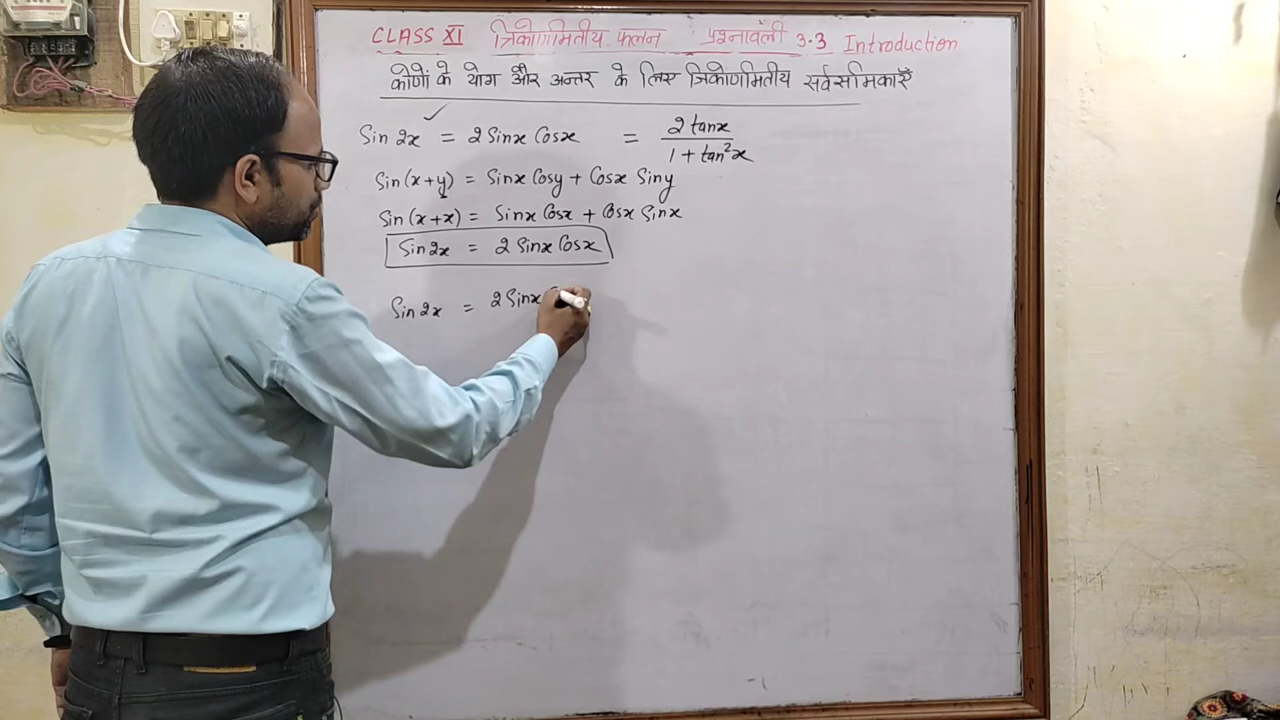 CLASS XI त्रिकोणमितीय फलन प्रश्नावली 3.3 Introduction
कोणों के योग और अन्तर के लिए त्रिकोणमितीय सर्वसमिकाएँ
Sin 2x = 2 Sinx Cosx = 2 tanx / 1 + tan²x
Sin (x+y) = Sinx Cosy + Cosx Siny
Sin (x+x) = Sinx Cosx + Cosx Sinx
Sin 2x = 2 Sinx Cosx
Sin 2x = 2 Sinx